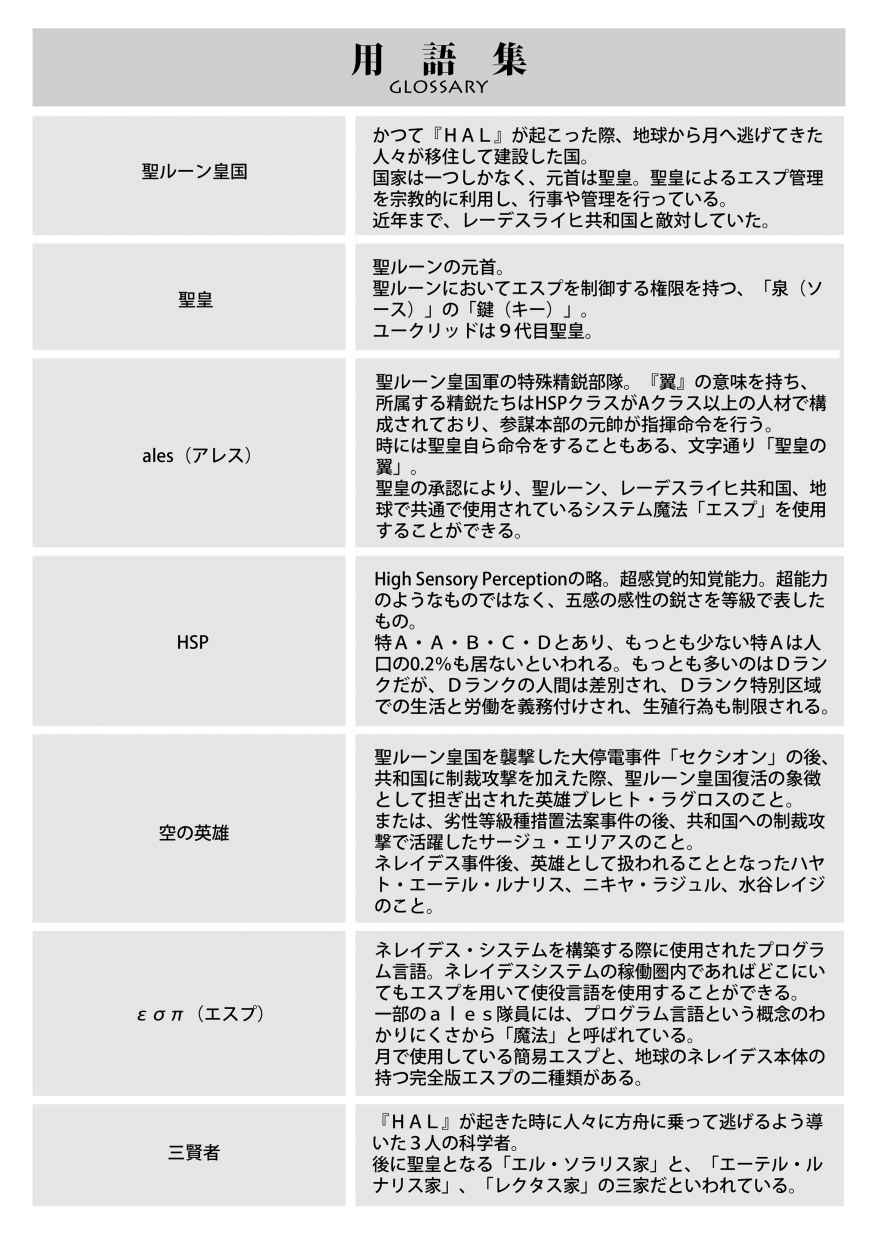 用語集
GLOSSARY
聖ルーン皇国
かつて『ＨＡＬ』が起こった際、地球から月へ逃げてきた
人々が移住して建設した国。
国家は一つしかなく、元首は聖皇。聖皇によるエスプ管理
を宗教的に利用し、行事や管理を行っている。
近年まで、レーデスライヒ共和国と敵対していた。
聖皇
聖ルーンの元首。
聖ルーンにおいてエスプを制御する権限を持つ、「泉（ソ
ース）」の「鍵（キー）」。
ユークリッドは９代目聖皇。
ales（アレス）
聖ルーン皇国軍の特殊精鋭部隊。『翼』の意味を持ち、
所属する精鋭たちはHSPクラスがAクラス以上の人材で構
成されており、参謀本部の元帥が指揮命令を行う。
時には聖皇自ら命令をすることもある、文字通り「聖皇の
翼」。
聖皇の承認により、聖ルーン、レーデスライヒ共和国、地
球で共通で使用されているシステム魔法「エスプ」を使用
することができる。
HSP
High Sensory Perceptionの略。超感覚的知覚能力。超能力
のようなものではなく、五感の感性の鋭さを等級で表した
もの。
特Ａ・Ａ・Ｂ・Ｃ・Ｄとあり、もっとも少ない特Ａは人
口の0.2%も居ないといわれる。もっとも多いのはＤラン
クだが、Ｄランクの人間は差別され、Ｄランク特別区域
での生活と労働を義務付けされ、生殖行為も制限される。
空の英雄
聖ルーン皇国を襲撃した大停電事件「セクシオン」の後、
共和国に制裁攻撃を加えた際、聖ルーン皇国復活の象徴
として担ぎ出された英雄ブレヒト・ラグロスのこと。
または、劣性等級種措置法案事件の後、共和国への制裁攻
撃で活躍したサージュ・エリアスのこと。
ネレイデス事件後、英雄として扱われることとなったハヤ
ト・エーテル・ルナリス、ニキヤ・ラジュル、水谷レイジ
のこと。
εσπ（エスプ）
ネレイデス・システムを構築する際に使用されたプログラ
ム言語。ネレイデスシステムの稼働圏内であればどこにい
てもエスプを用いて使役言語を使用することができる。
一部のａｌｅｓ隊員には、プログラム言語という概念のわ
かりにくさから「魔法」と呼ばれている。
月で使用している簡易エスプと、地球のネレイデス本体の
持つ完全版エスプの二種類がある。
三賢者
『ＨＡＬ』が起きた時に人々に方舟に乗って逃げるよう導
いた３人の科学者。
後に聖皇となる「エル・ソラリス家」と、「エーテル・ル
ナリス家」、「レクタス家」の三家だといわれている。